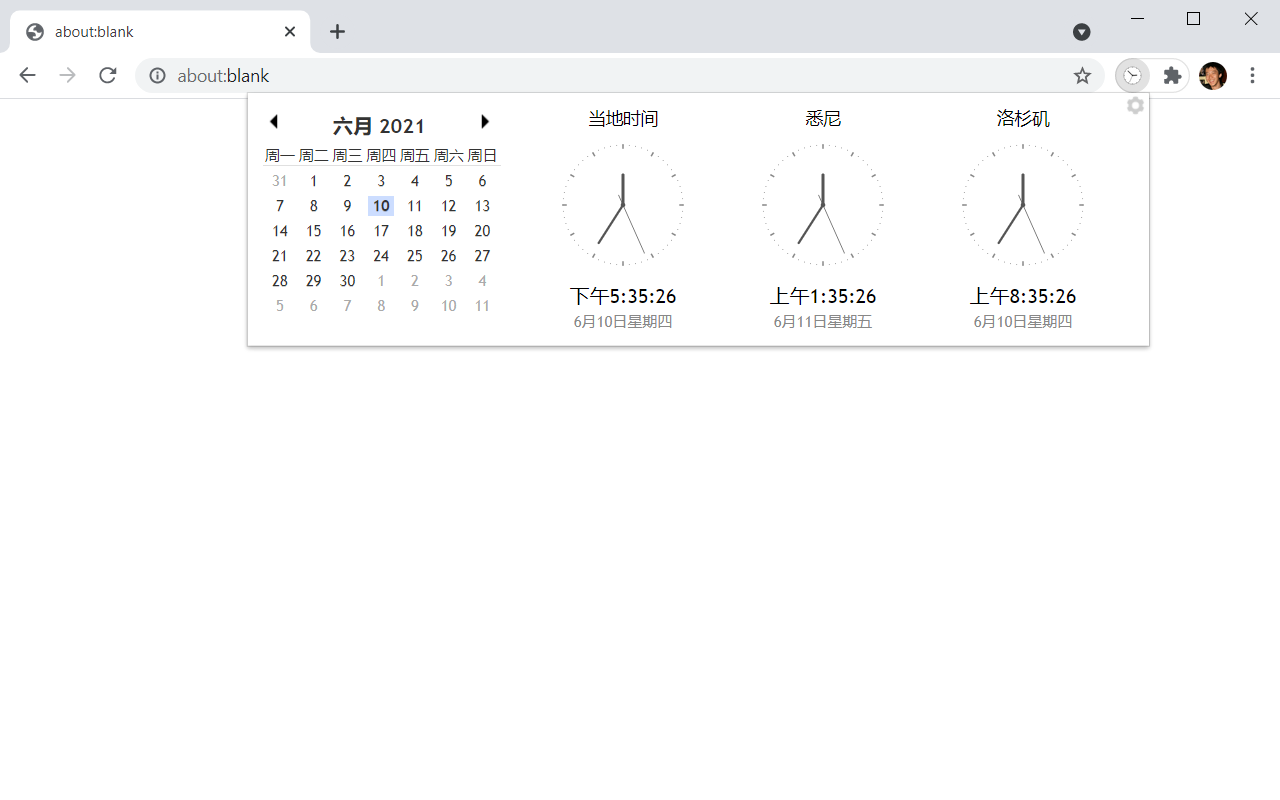 about:blank
about:blank
六月 2021
周一 周二 周三 周四 周五 周六 周日
31 1 2 3 4 5 6
7 8 9 10 11 12 13
14 15 16 17 18 19 20
21 22 23 24 25 26 27
28 29 30 1 2 3 4
5 6 7 8 9 10 11
当地时间
下午5:35:26
6月10日星期四
悉尼
上午1:35:26
6月11日星期五
洛杉矶
上午8:35:26
6月10日星期四